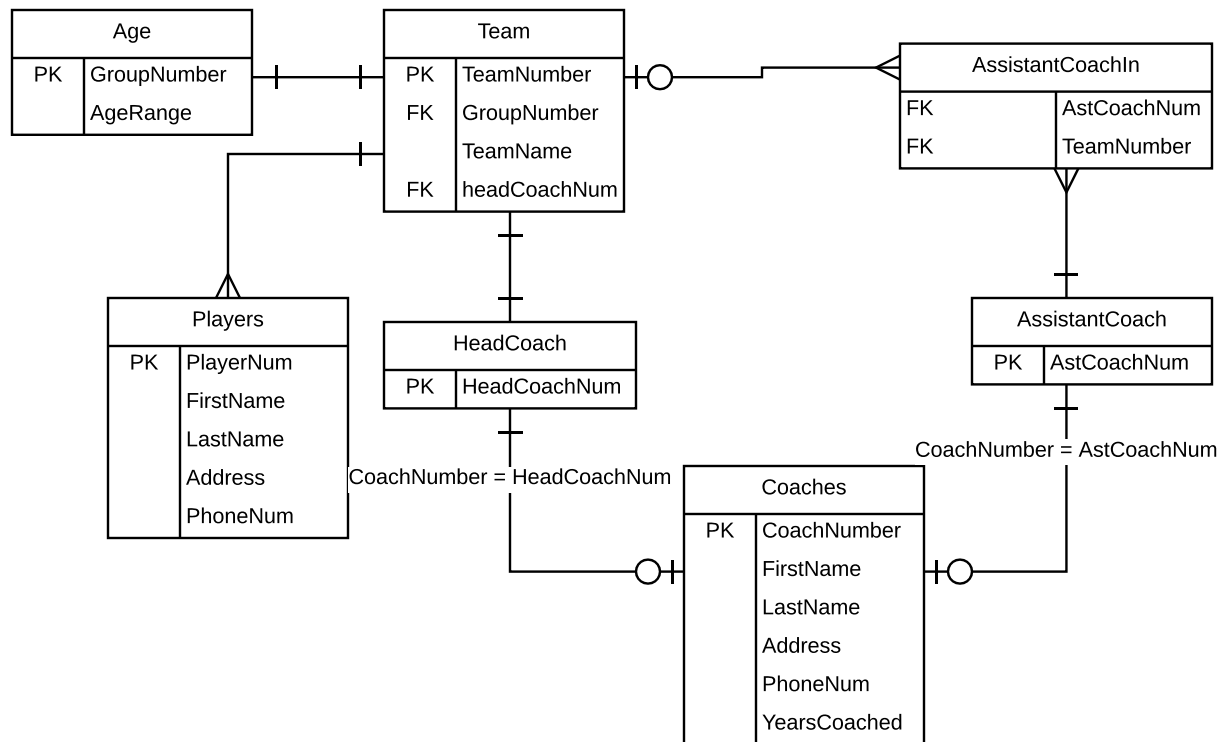 Age
PK GroupNumber
AgeRange
Team
PK TeamNumber
FK GroupNumber
TeamName
FK headCoachNum
AssistantCoachIn
FK AstCoachNum
FK TeamNumber
Players
PK PlayerNum
FirstName
LastName
Address
PhoneNum
HeadCoach
PK HeadCoachNum
AssistantCoach
PK AstCoachNum
CoachNumber = HeadCoachNum
CoachNumber = AstCoachNum
Coaches
PK CoachNumber
FirstName
LastName
Address
PhoneNum
YearsCoached